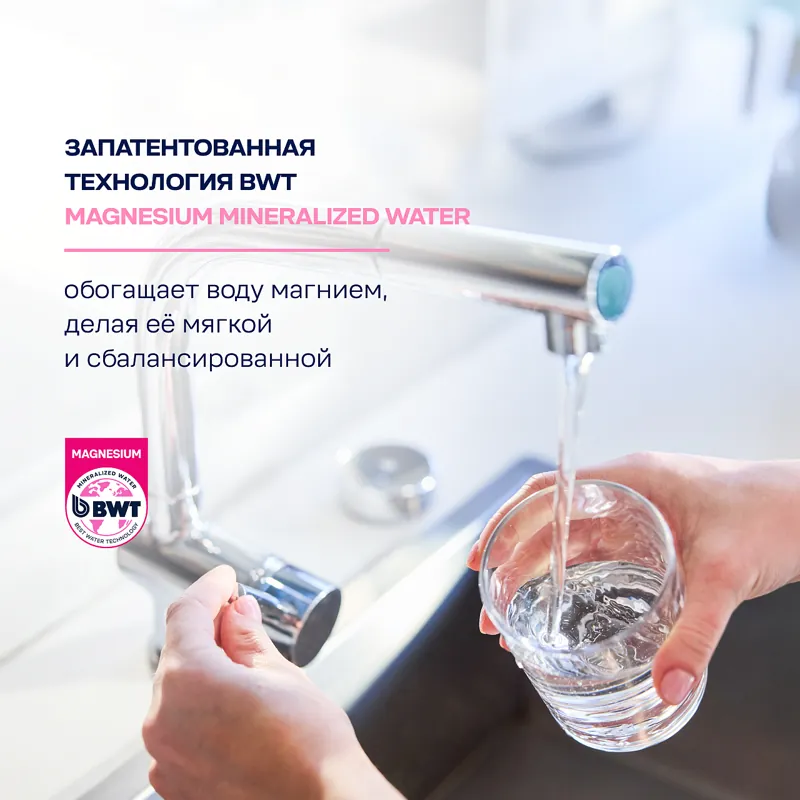 ЗАПАТЕНТОВАННАЯ
ТЕХНОЛОГИЯ BWT
MAGNESIUM MINERALIZED WATER
обогащает воду магнием,
делая её мягкой
и сбалансированной
MAGNESIUM
MINERALIZED WATER
BWT
BEST WATER TECHNOLOGY